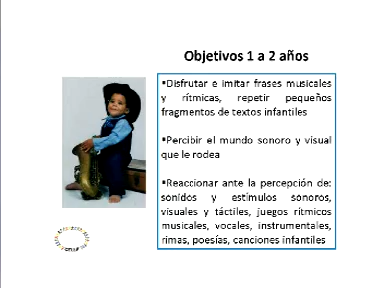 Objetivos 1 a 2 años
▪Disfrutar e imitar frases musicales
y rítmicas, repetir pequeños
fragmentos de textos infantiles
▪Percibir el mundo sonoro y visual
que le rodea
▪Reaccionar ante la percepción de:
sonidos y estímulos sonoros,
visuales y táctiles, juegos rítmicos
musicales, vocales, instrumentales,
rimas, poesías, canciones infantiles